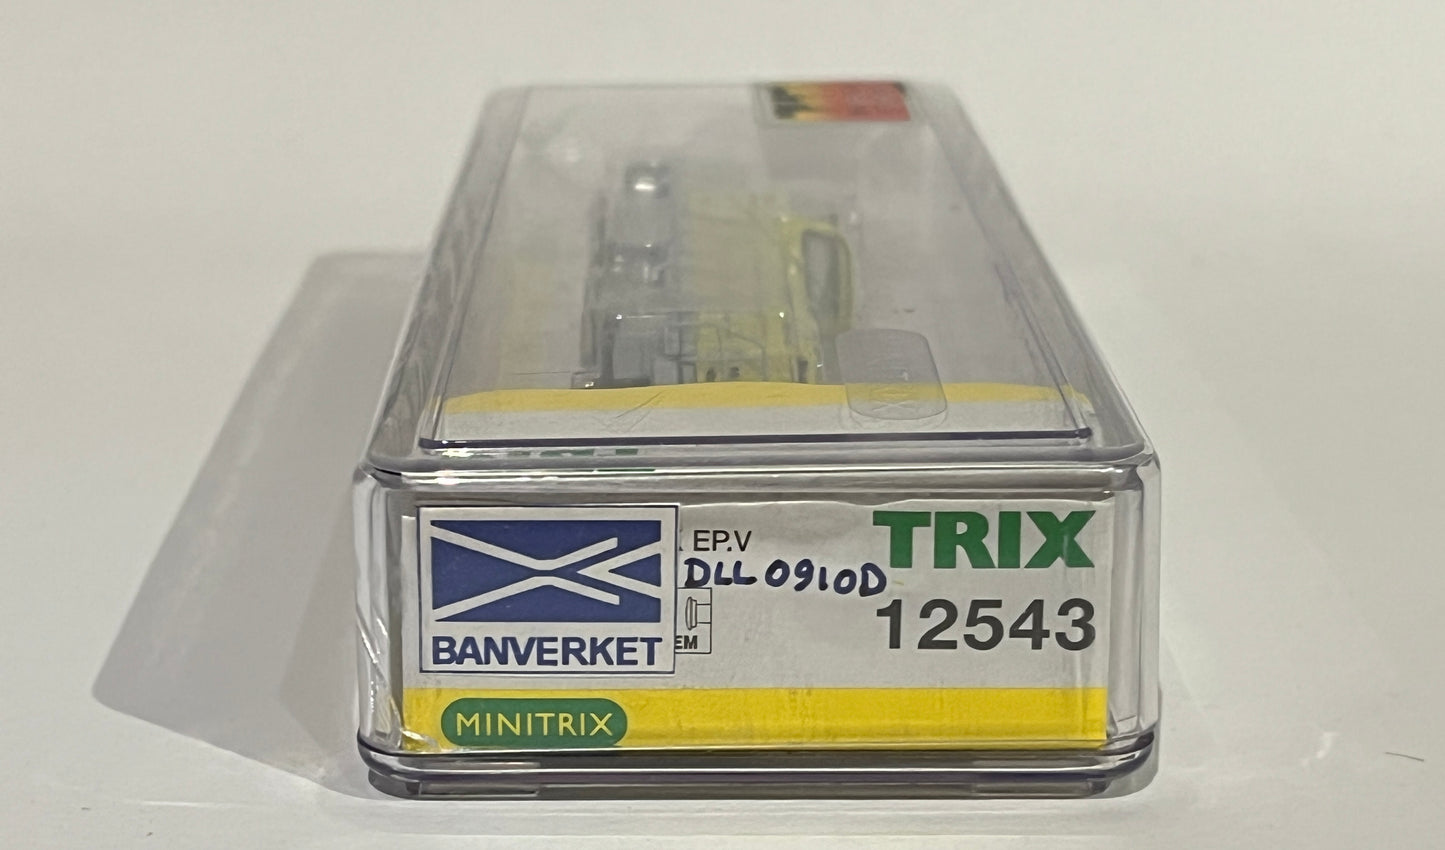 EP.V
TRIX
DLL 0910D
12543
EM
BANVERKET
MINITRIX